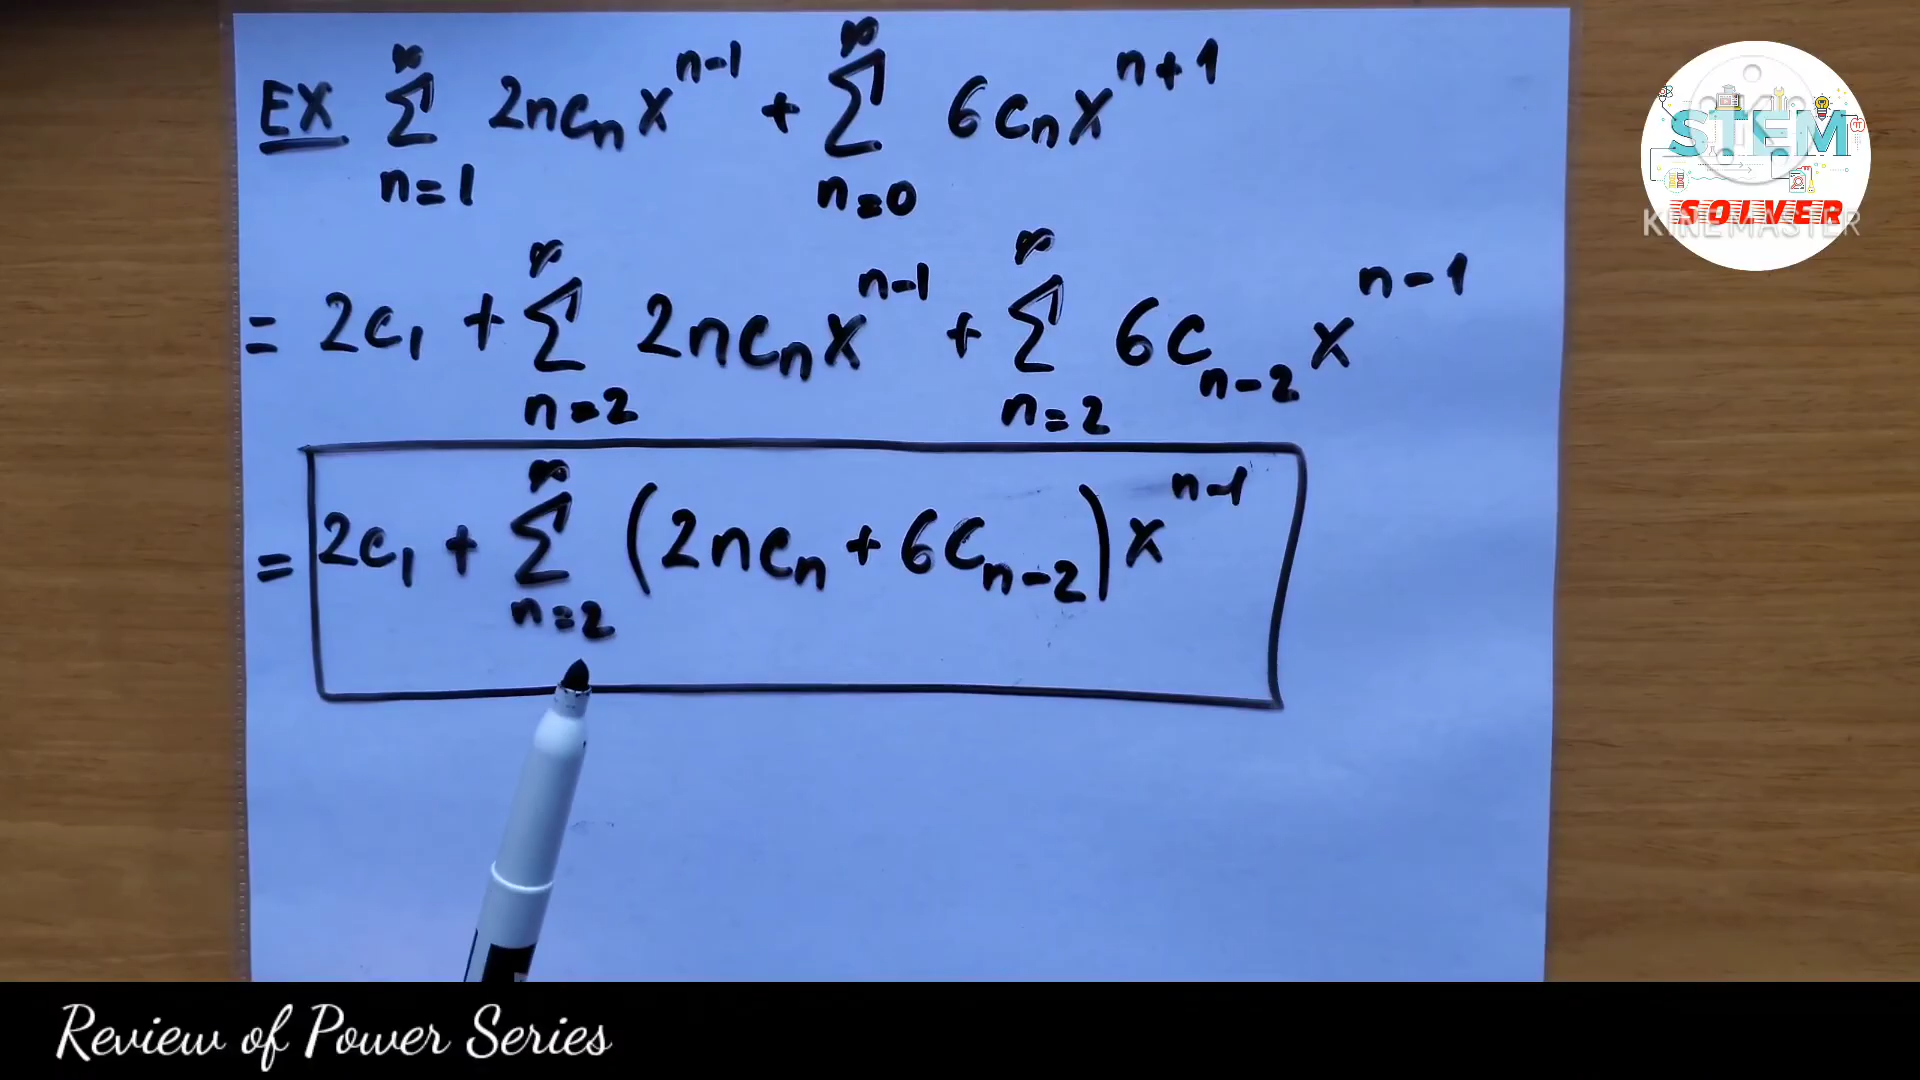 EX ∑_{n=1}^{∞} 2nc_n x^{n-1} + ∑_{n=0}^{∞} 6c_n x^{n+1}
= 2c_1 + ∑_{n=2}^{∞} 2nc_n x^{n-1} + ∑_{n=2}^{∞} 6c_{n-2} x^{n-1}
= 2c_1 + ∑_{n=2}^{∞} (2nc_n + 6c_{n-2}) x^{n-1}
STEM
SOLVER
KINEMASTER
Review of Power Series